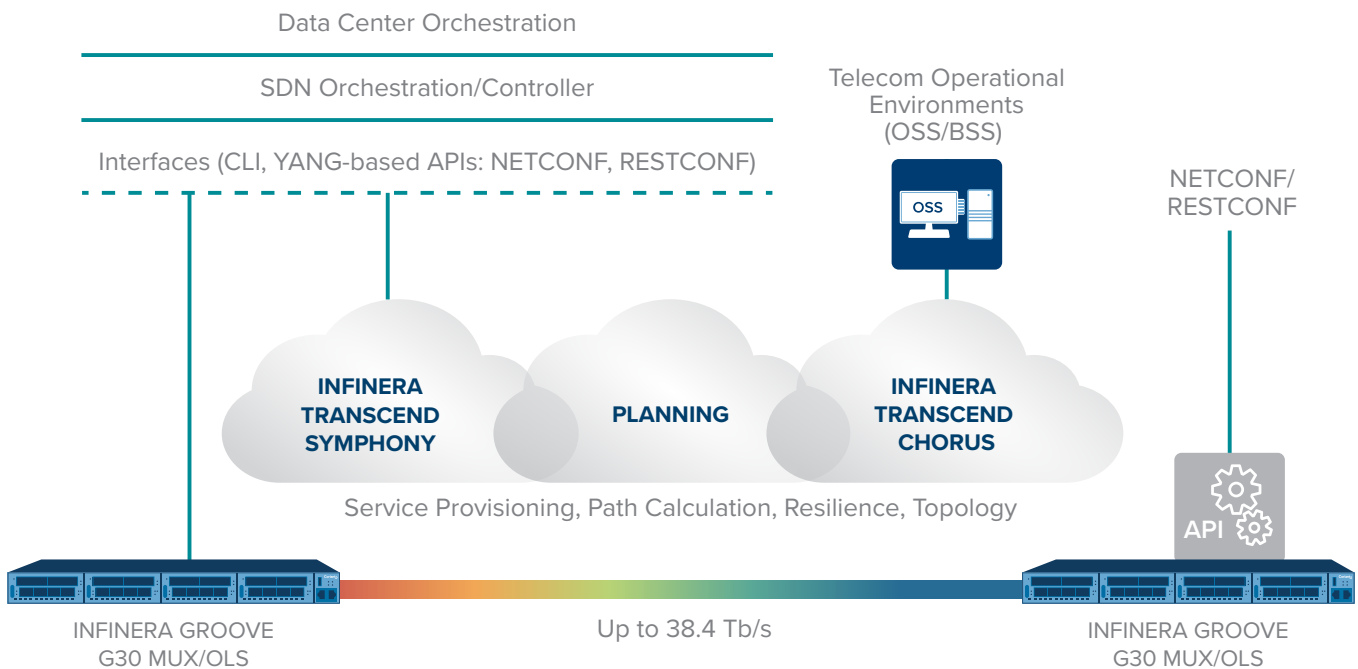 Data Center Orchestration
SDN Orchestration/Controller
Interfaces (CLI, YANG-based APIs: NETCONF, RESTCONF)
Telecom Operational
Environments
(OSS/BSS)
OSS
NETCONF/
RESTCONF
INFINERA
TRANSCEND
SYMPHONY
PLANNING
INFINERA
TRANSCEND
CHORUS
Service Provisioning, Path Calculation, Resilience, Topology
API
Up to 38.4 Tb/s
INFINERA GROOVE
G30 MUX/OLS
INFINERA GROOVE
G30 MUX/OLS